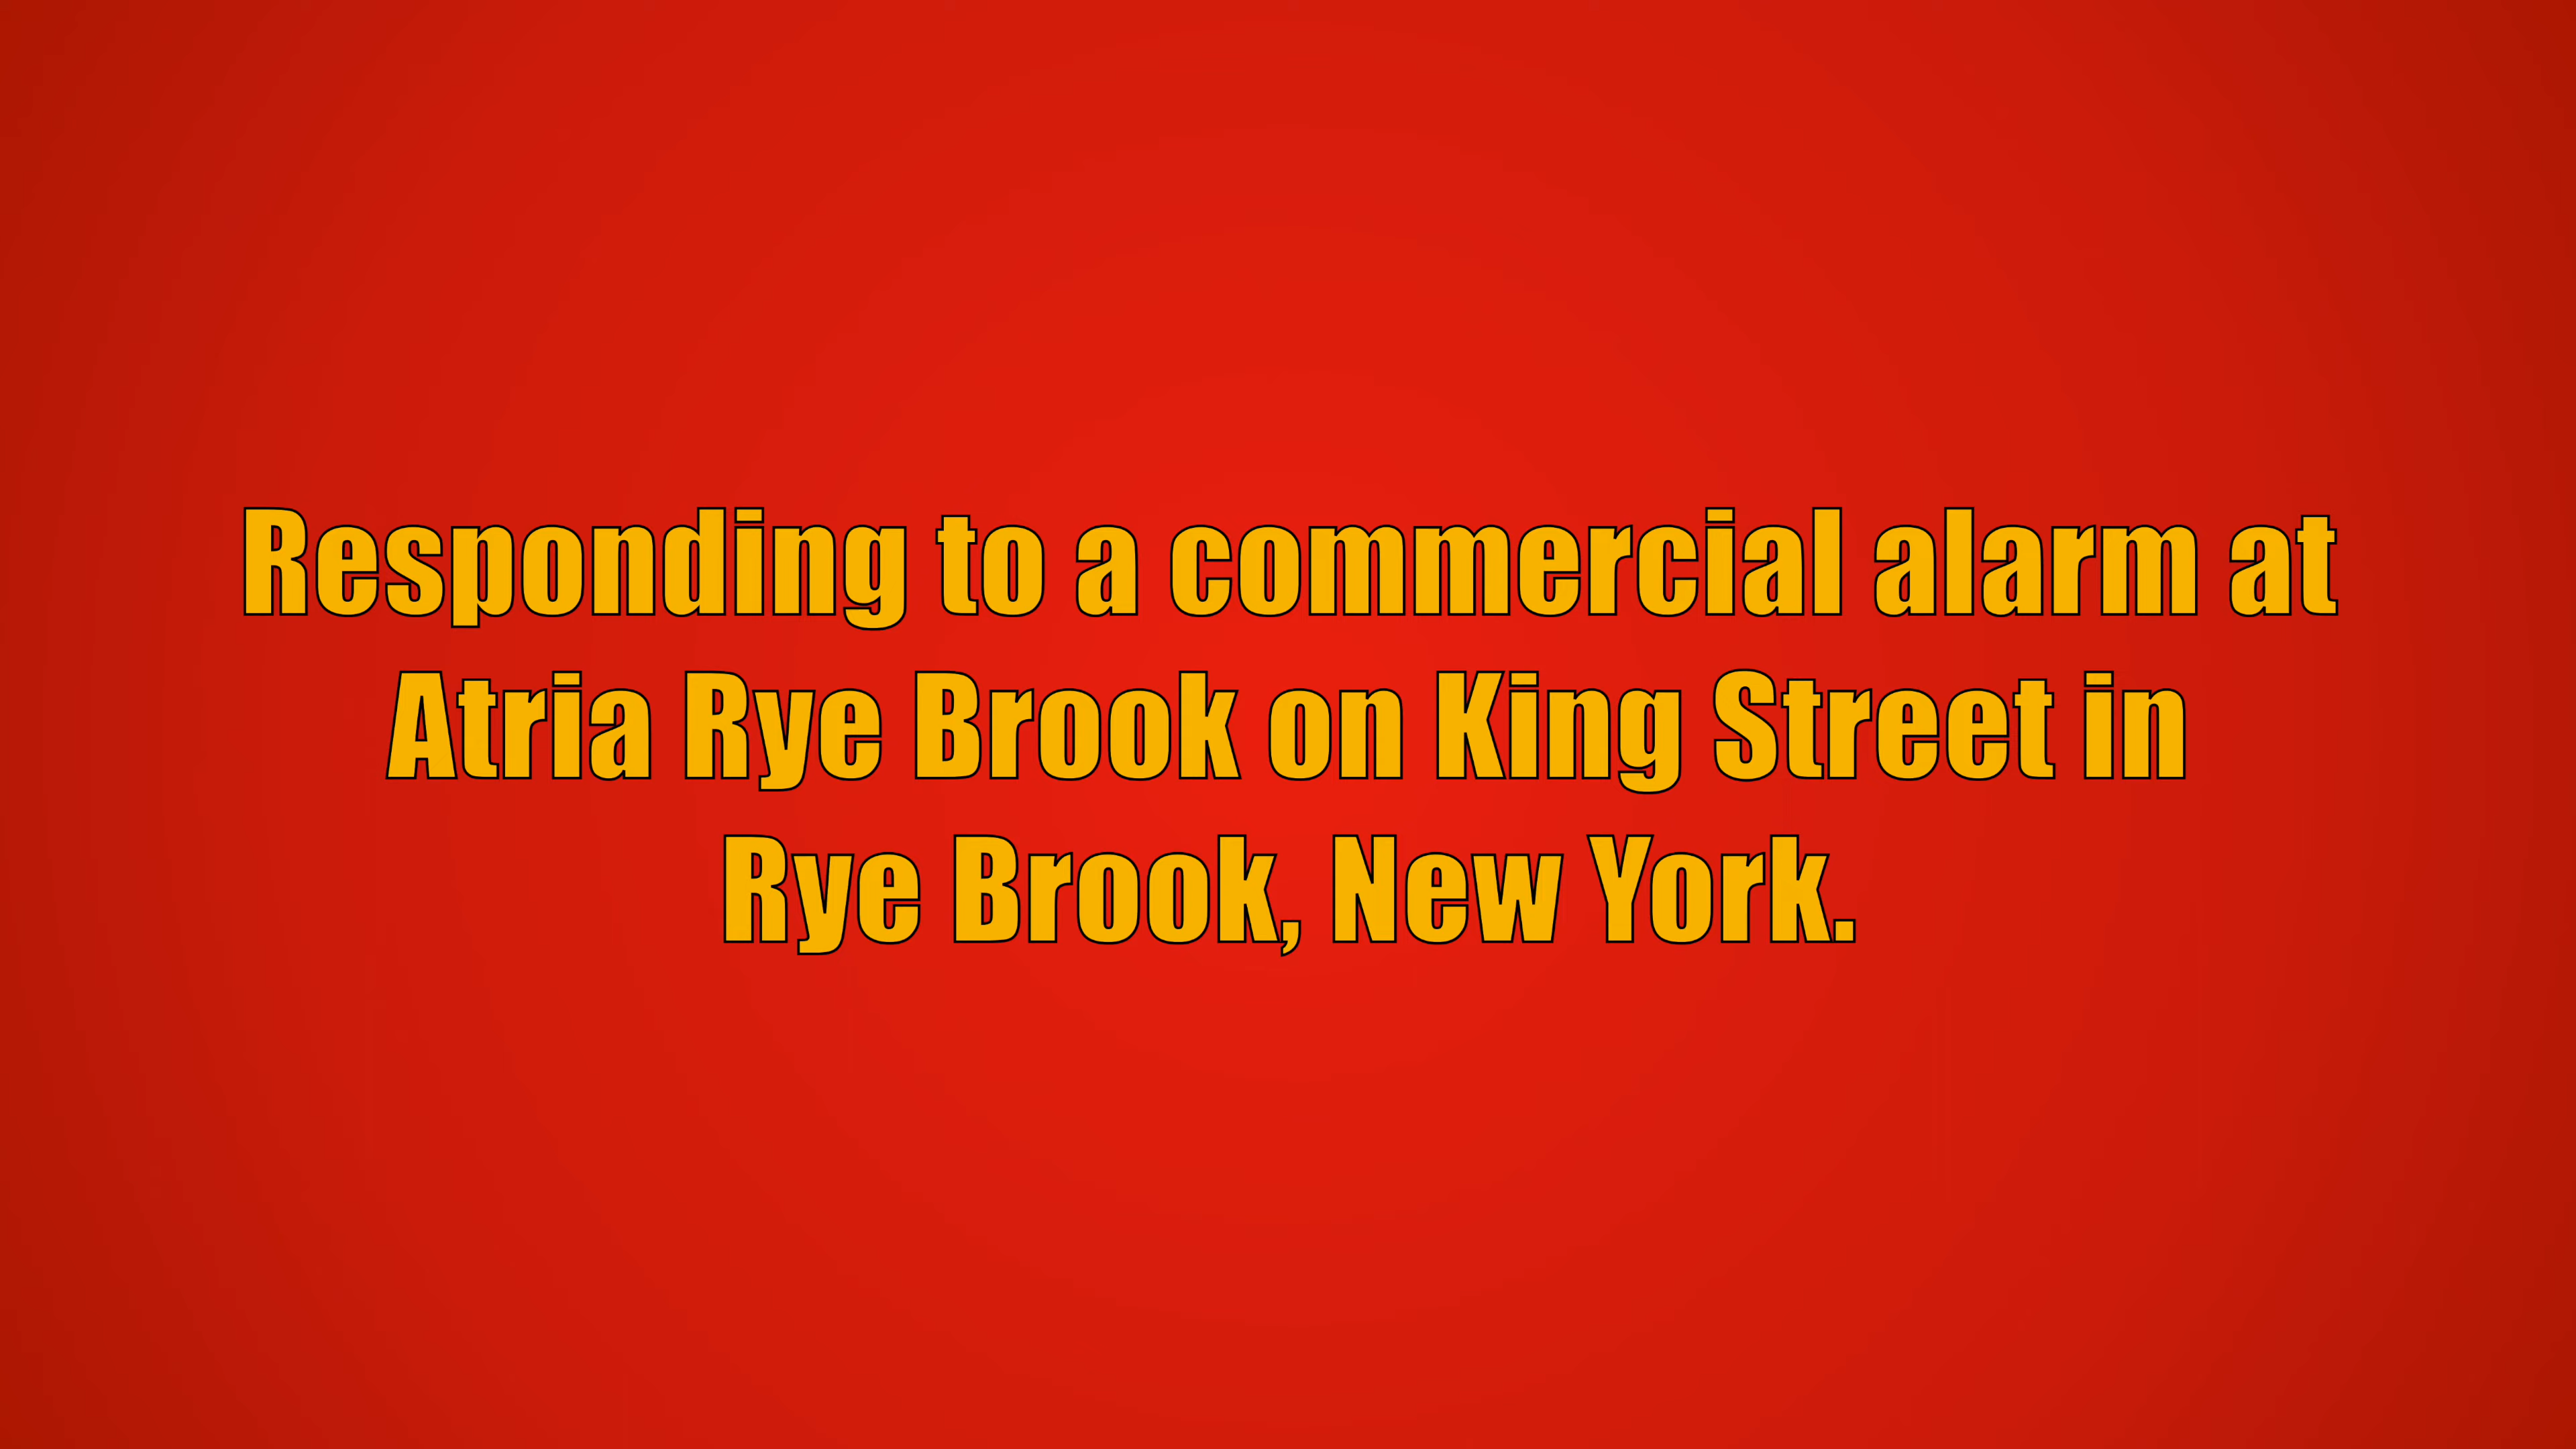 Responding to a commercial alarm at
Atria Rye Brook on King Street in
Rye Brook, New York.